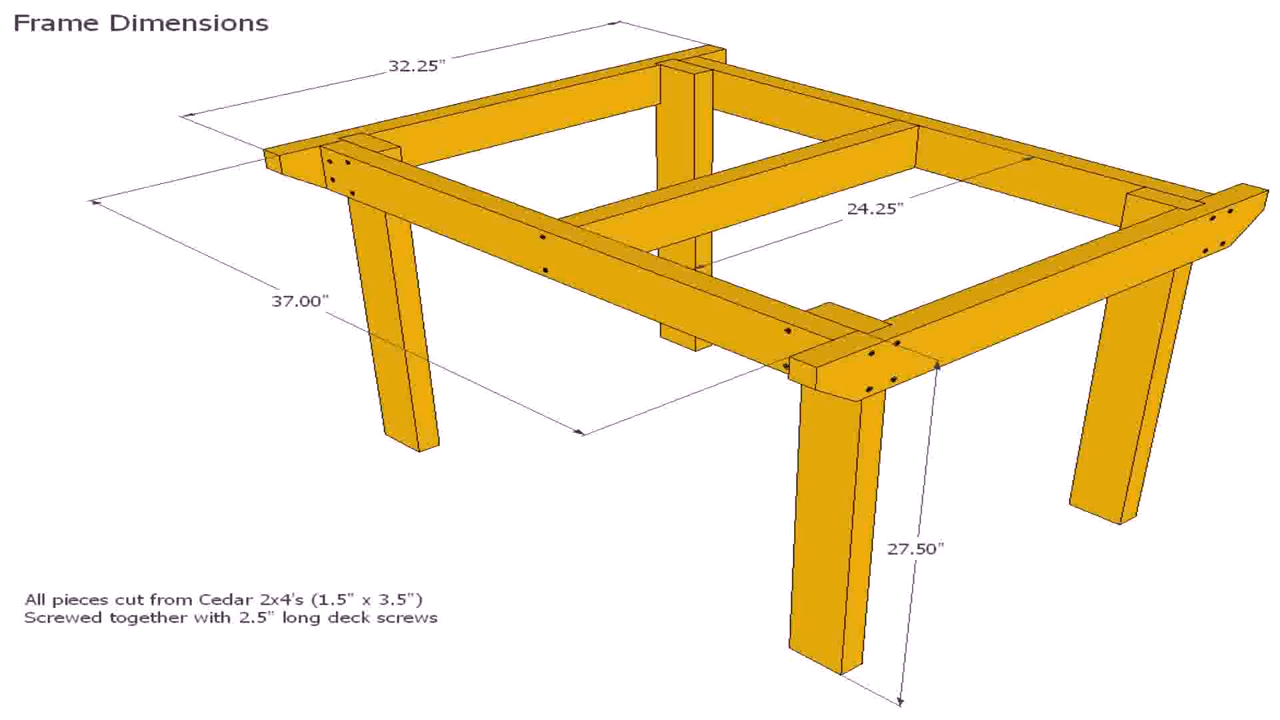 Frame Dimensions
32.25"
24.25"
37.00"
27.50"
All pieces cut from Cedar 2x4's (1.5" x 3.5")
Screwed together with 2.5" long deck screws